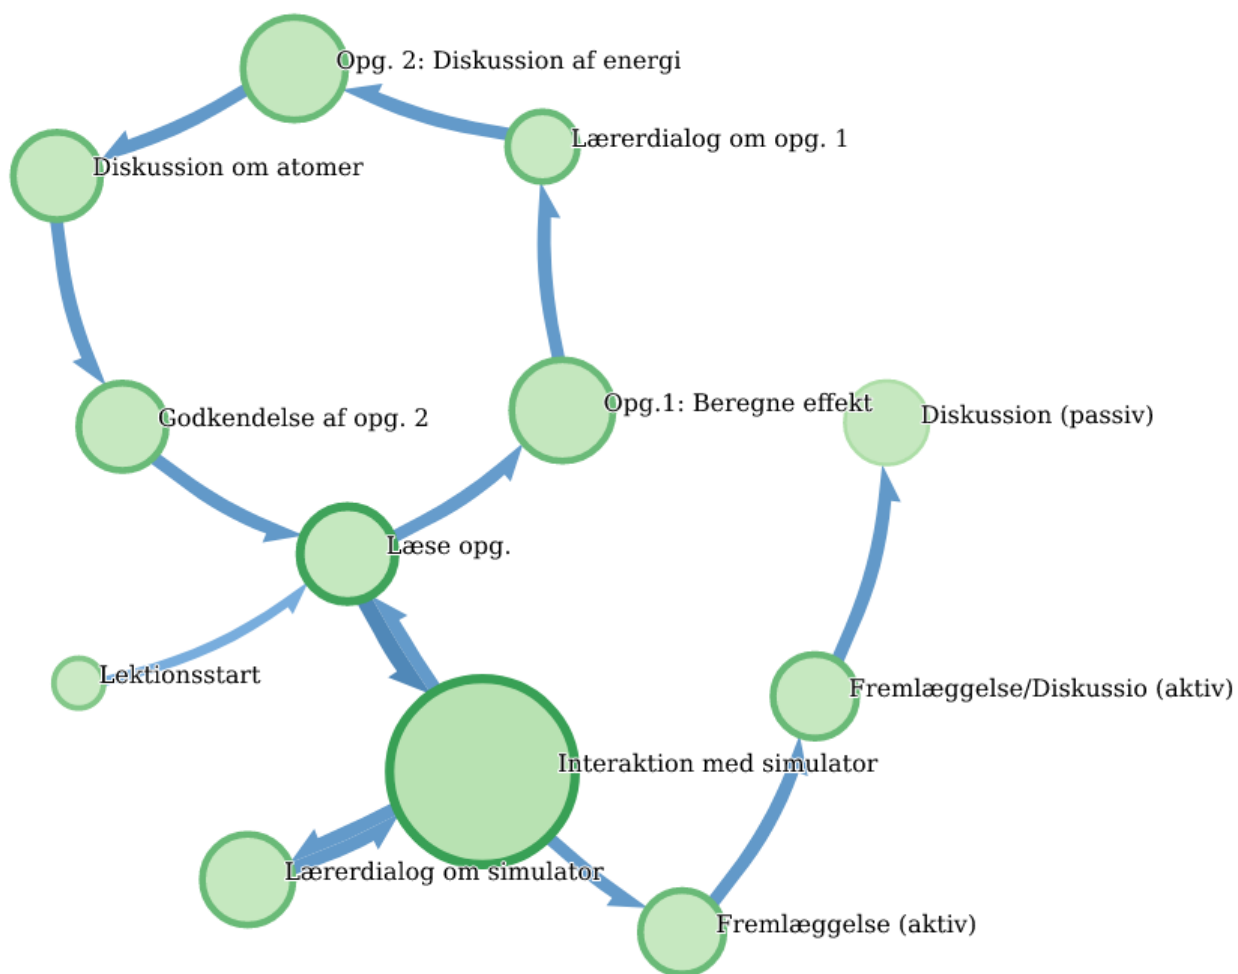 Opg. 2: Diskussion af energi
Lærerdialog om opg. 1
Diskussion om atomer
Opg.1: Beregne effekt
Diskussion (passiv)
Godkendelse af opg. 2
Læse opg.
Lektionsstart
Fremlæggelse/Diskussio (aktiv)
Interaktion med simulator
Lærerdialog om simulator
Fremlæggelse (aktiv)